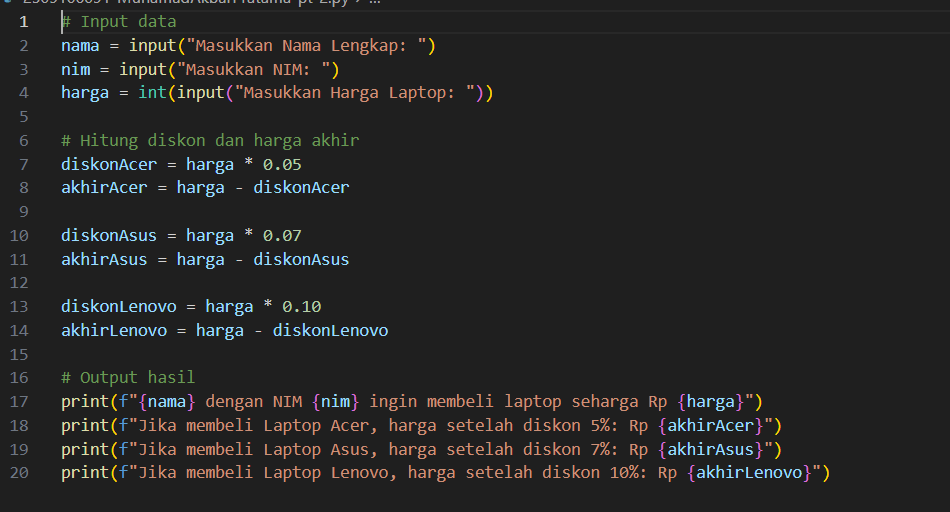 # Input data
nama = input("Masukkan Nama Lengkap: ")
nim = input("Masukkan NIM: ")
harga = int(input("Masukkan Harga Laptop: "))

# Hitung diskon dan harga akhir
diskonAcer = harga * 0.05
akhirAcer = harga - diskonAcer

diskonAsus = harga * 0.07
akhirAsus = harga - diskonAsus

diskonLenovo = harga * 0.10
akhirLenovo = harga - diskonLenovo

# Output hasil
print(f"{nama} dengan NIM {nim} ingin membeli laptop seharga Rp {harga}")
print(f"Jika membeli Laptop Acer, harga setelah diskon 5%: Rp {akhirAcer}")
print(f"Jika membeli Laptop Asus, harga setelah diskon 7%: Rp {akhirAsus}")
print(f"Jika membeli Laptop Lenovo, harga setelah diskon 10%: Rp {akhirLenovo}")